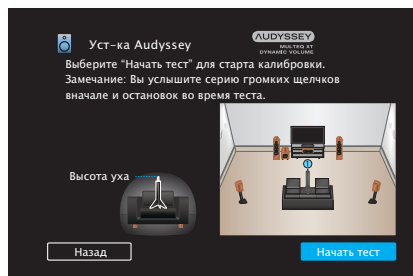 Уст-ка Audyssey
AUDYSSEY
MULTEQ XT
DYNAMIC VOLUME
Выберите “Начать тест” для старта калибровки.
Замечание: Вы услышите серию громких щелчков
вначале и остановок во время теста.
Высота уха
Назад
Начать тест